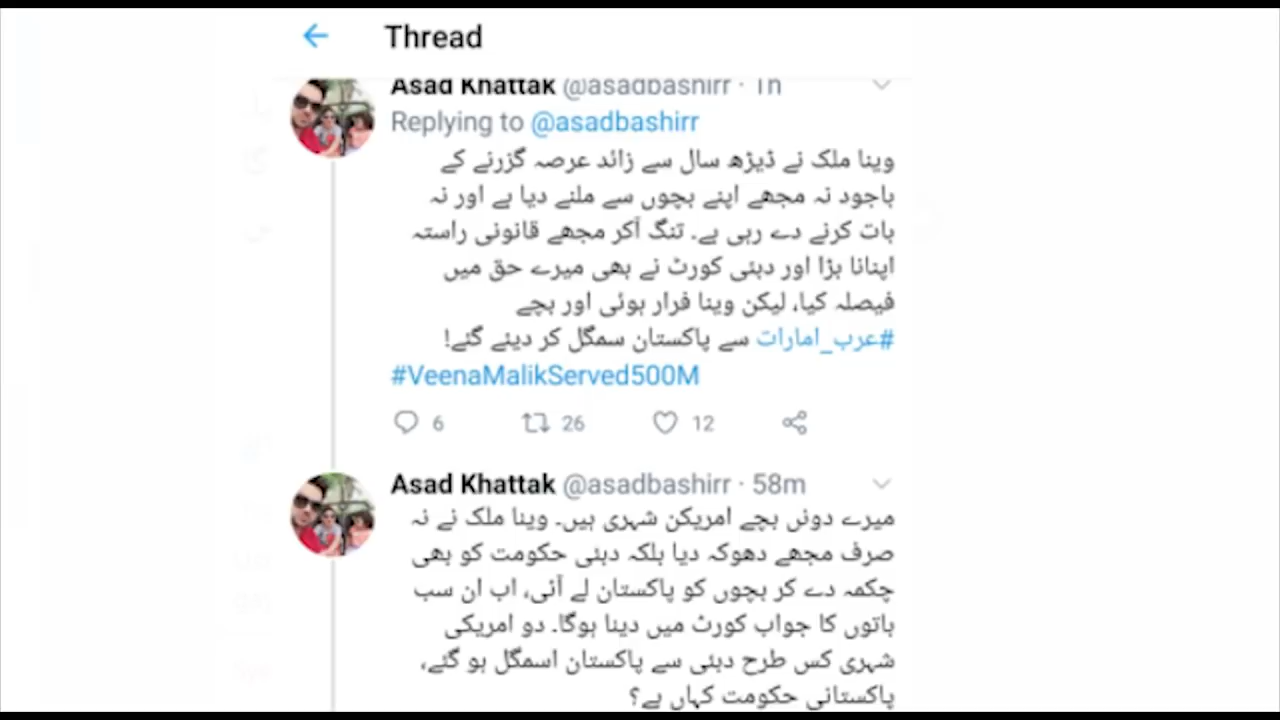 Thread
Asad Khattak @asadbashirr · 1h
Replying to @asadbashirr
وینا ملک نے ڈیڑھ سال سے زائد عرصہ گزرنے کے
باجود نہ مجھے اپنے بچوں سے ملنے دیا ہے اور نہ
بات کرنے دے رہی ہے۔ تنگ آکر مجھے قانونی راستہ
اپنانا پڑا اور دبئی کورٹ نے بھی میرے حق میں
فیصلہ کیا، لیکن وینا فرار ہوئی اور بچے
#عرب_امارات سے پاکستان سمگل کر دیئے گئے!
#VeenaMalikServed500M
6 26 12
Asad Khattak @asadbashirr · 58m
میرے دونں بچے امریکن شہری ہیں۔ وینا ملک نے نہ
صرف مجھے دھوکہ دیا بلکہ دبئی حکومت کو بھی
چکمہ دے کر بچوں کو پاکستان لے آئی، اب ان سب
باتوں کا جواب کورٹ میں دینا ہوگا۔ دو امریکی
شہری کس طرح دبئی سے پاکستان اسمگل ہو گئے،
پاکستانی حکومت کہاں ہے؟